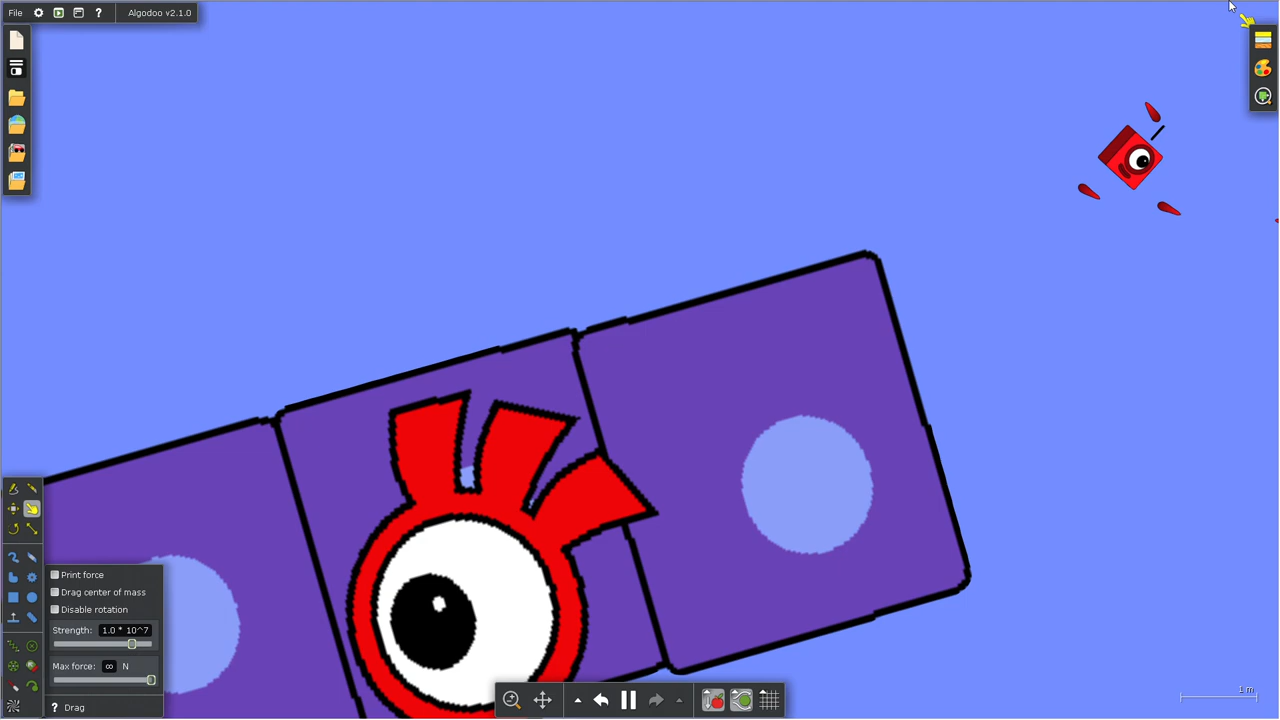 File ? Algodoo v2.1.0
Print force
Drag center of mass
Disable rotation
Strength: 1.0 * 10^7
Max force: ∞ N
? Drag
1 m